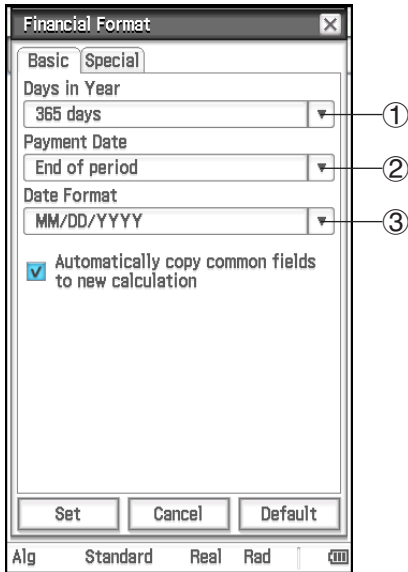 Financial Format
Basic Special
Days in Year
365 days
①
Payment Date
End of period
②
Date Format
MM/DD/YYYY
③
Automatically copy common fields
to new calculation
Set Cancel Default
Alg Standard Real Rad